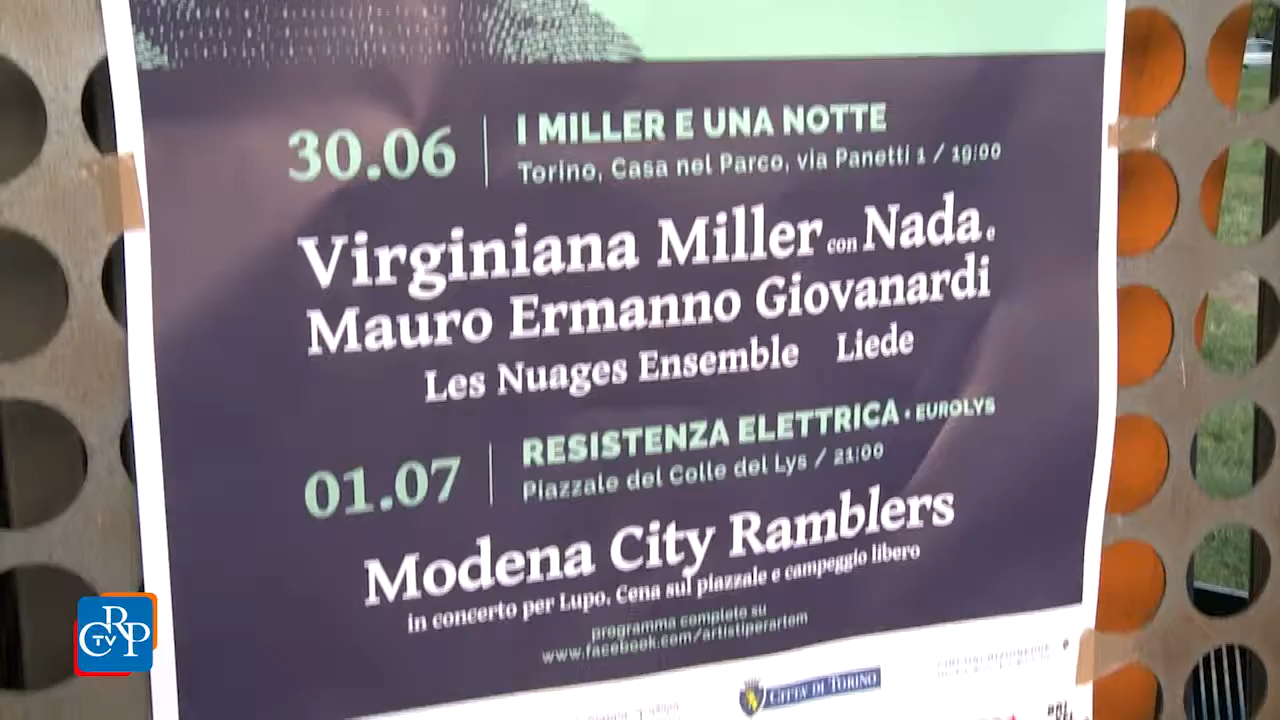 30.06
I MILLER E UNA NOTTE
Torino, Casa nel Parco, via Panetti 1 / 19:00
Virginiana Miller con Nada e
Mauro Ermanno Giovanardi
Les Nuages Ensemble Liede
01.07
RESISTENZA ELETTRICA • EUROLYS
Piazzale del Colle del Lys / 21:00
Modena City Ramblers
in concerto per Lupo. Cena sul piazzale e campeggio libero
programma completo su
www.facebook.com/artistiperartom
CITTÀ DI TORINO
CRP TV